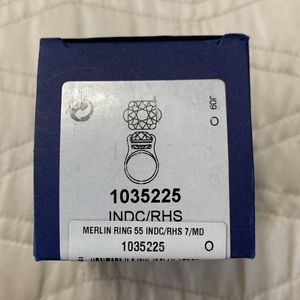 1035225
INDC/RHS
MERLIN RING 55 INDC/RHS 7/MD
1035225